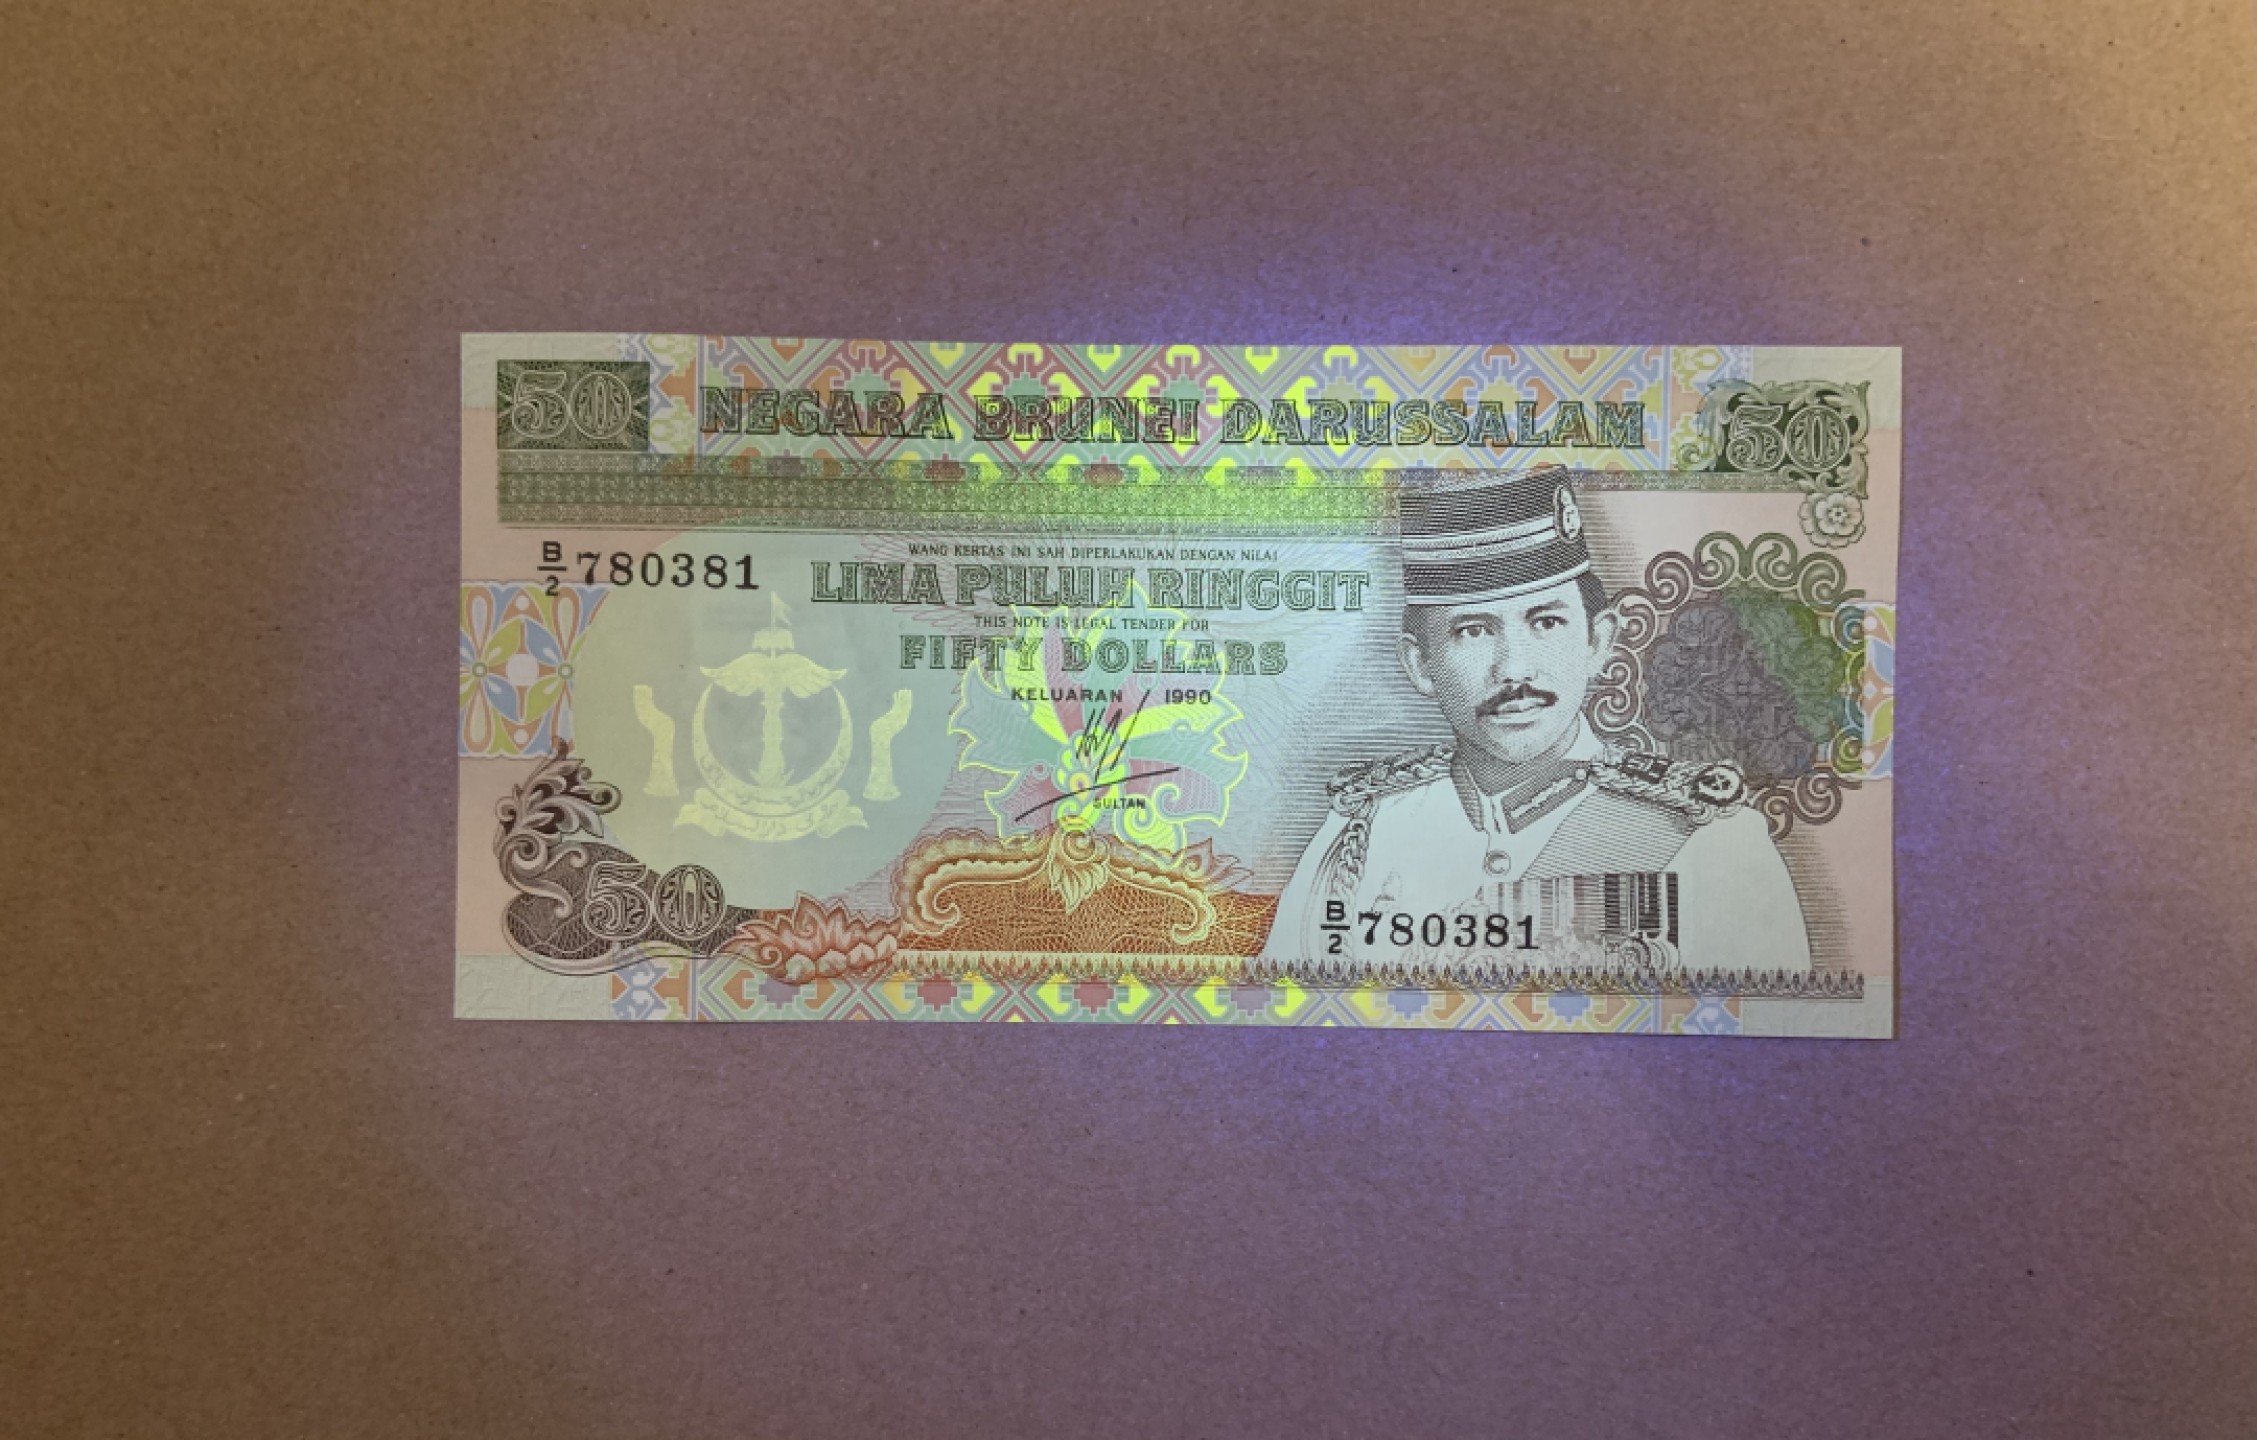 50
NEGARA BRUNEI DARUSSALAM
50
B/2 780381
WANG KERTAS INI SAH DIPERLAKUKAN DENGAN NILAI
LIMA PULUH RINGGIT
THIS NOTE IS LEGAL TENDER FOR
FIFTY DOLLARS
KELUARAN 1990
SULTAN
50
B/2 780381